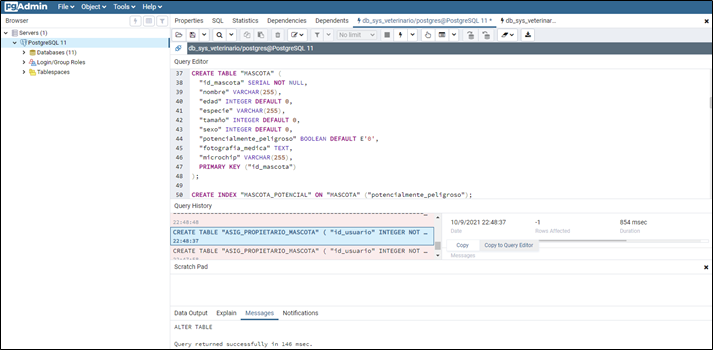 pgAdmin File Object Tools Help
Browser
Servers (1)
PostgreSQL 11
Databases (11)
Login/Group Roles
Tablespaces
Properties SQL Statistics Dependencies Dependents db_sys_veterinario/postgres@PostgreSQL 11 * db_sys_veterinar...
No limit
db_sys_veterinario/postgres@PostgreSQL 11
Query Editor
37 CREATE TABLE "MASCOTA" (
38 "id_mascota" SERIAL NOT NULL,
39 "nombre" VARCHAR(255),
40 "edad" INTEGER DEFAULT 0,
41 "especie" VARCHAR(255),
42 "tamaño" INTEGER DEFAULT 0,
43 "sexo" INTEGER DEFAULT 0,
44 "potencialmente_peligroso" BOOLEAN DEFAULT E'0',
45 "fotografia_medica" TEXT,
46 "microchip" VARCHAR(255),
47 PRIMARY KEY ("id_mascota")
48 );
49
50 CREATE INDEX "MASCOTA_POTENCIAL" ON "MASCOTA" ("potencialmente_peligroso");
Query History
22:48:40
CREATE TABLE "ASIG_PROPIETARIO_MASCOTA" ( "id_usuario" INTEGER NOT ...
22:48:37
CREATE TABLE "ASIG_PROPIETARIO_MASCOTA" ( "id_usuario" INTEGER NOT ...
10/9/2021 22:48:37 -1 854 msec
Date Rows Affected Duration
Copy Copy to Query Editor
Messages
Scratch Pad
Data Output Explain Messages Notifications
ALTER TABLE
Query returned successfully in 146 msec.